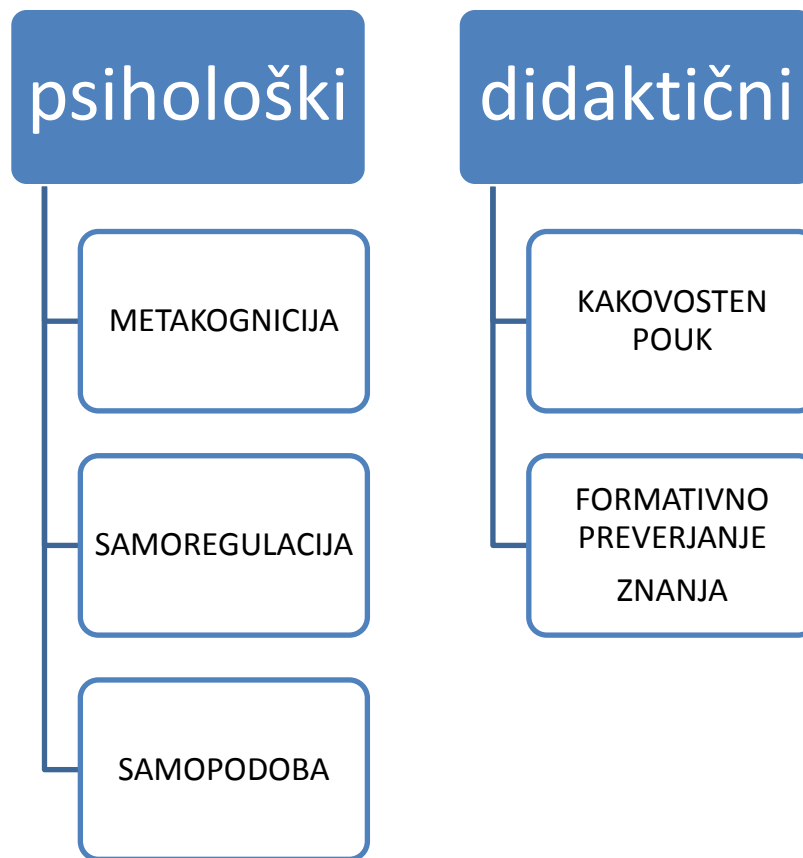 psihološki
METAKOGNICIJA
SAMOREGULACIJA
SAMOPODOBA
didaktični
KAKOVOSTEN
POUK
FORMATIVNO
PREVERJANJE
ZNANJA